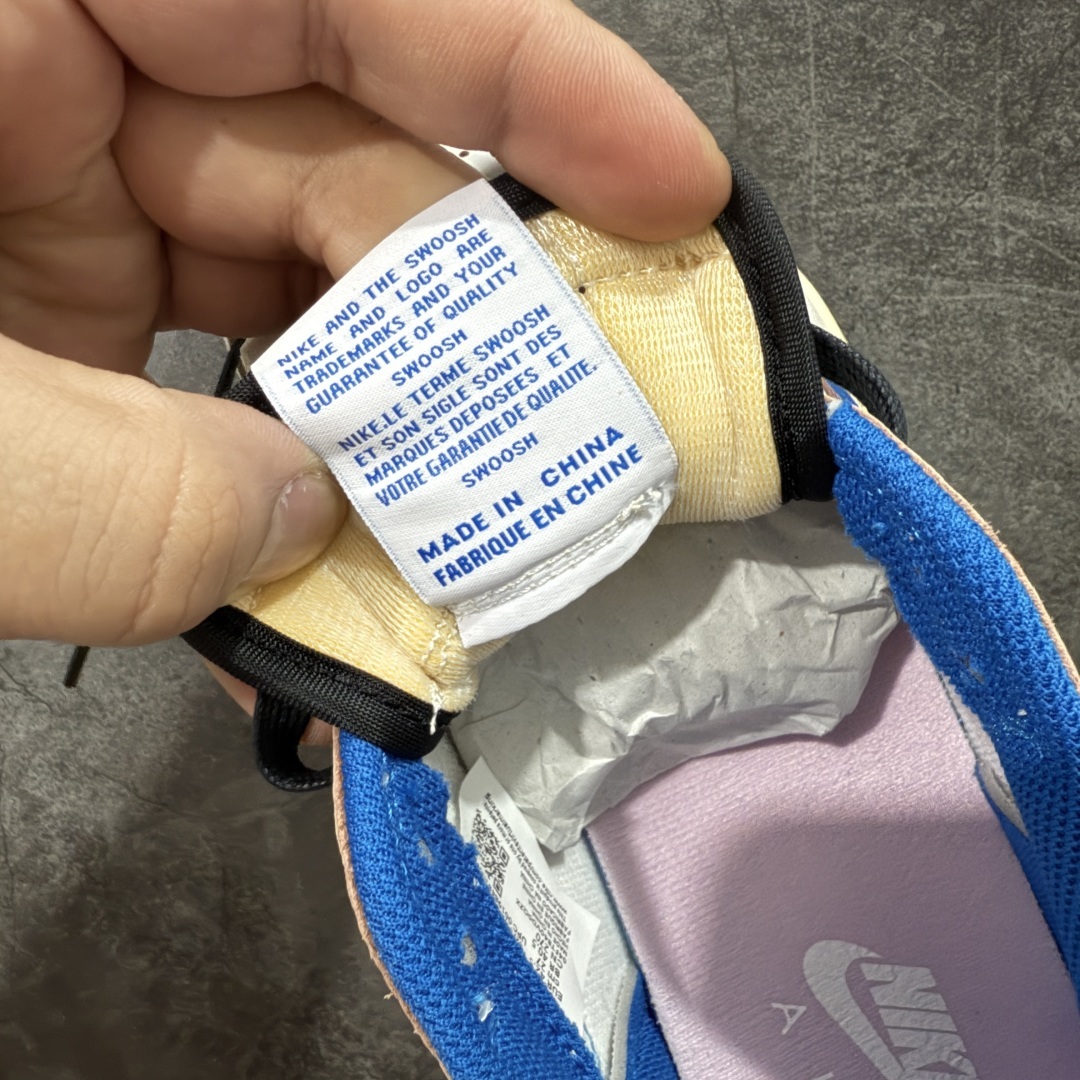 NIKE AND THE SWOOSH
NAME AND LOGO ARE
TRADEMARKS AND YOUR
GUARANTEE OF QUALITY
SWOOSH
NIKE.LE TERME SWOOSH
ET SON SIGLE SONT DES
MARQUES DEPOSEES ET
VOTRE GARANTIE DE QUALITE.
SWOOSH
MADE IN CHINA
FABRIQUE EN CHINE
NIK
A